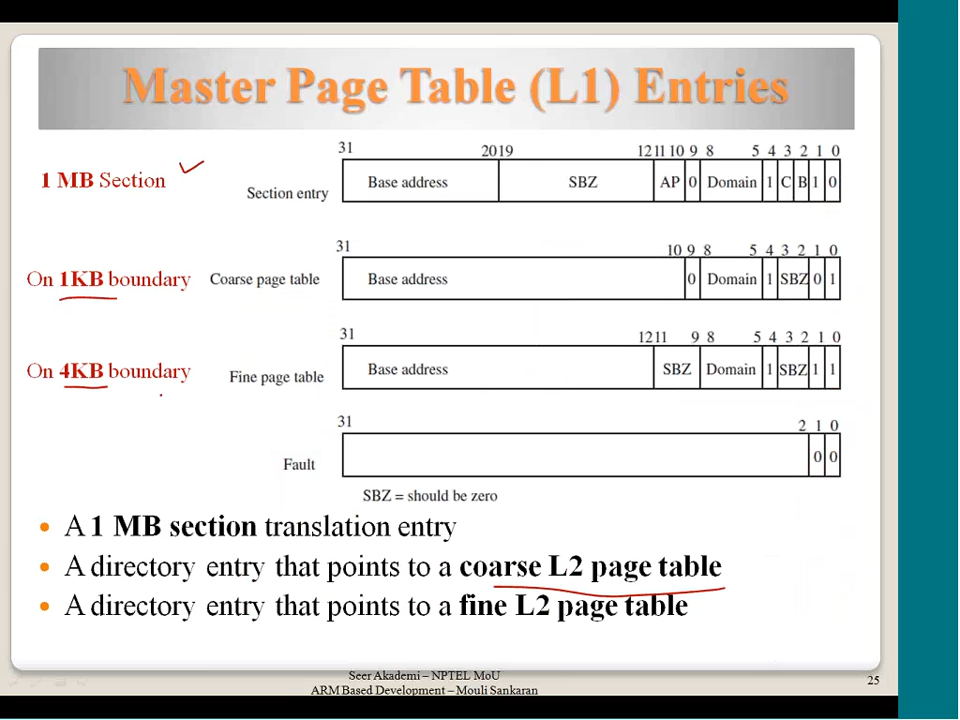 Master Page Table (L1) Entries
31 20 19 12 11 10 9 8 5 4 3 2 1 0
1 MB Section
Section entry
Base address SBZ AP 0 Domain 1 C B 1 0
31 10 9 8 5 4 3 2 1 0
On 1KB boundary
Coarse page table
Base address 0 Domain 1 SBZ 0 1
31 12 11 9 8 5 4 3 2 1 0
On 4KB boundary
Fine page table
Base address SBZ Domain 1 SBZ 1 1
31 2 1 0
Fault
0 0
SBZ = should be zero
• A 1 MB section translation entry
• A directory entry that points to a coarse L2 page table
• A directory entry that points to a fine L2 page table
Seer Akademi – NPTEL MoU
ARM Based Development – Mouli Sankaran
25